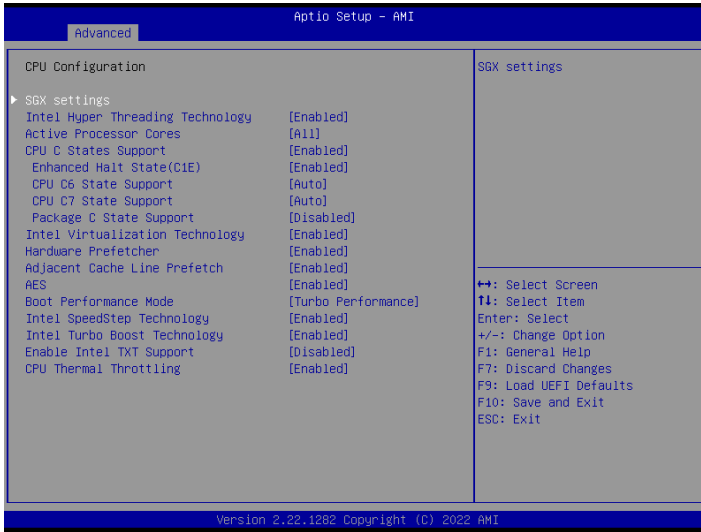 Aptio Setup – AMI
Advanced
CPU Configuration
SGX settings
Intel Hyper Threading Technology [Enabled]
Active Processor Cores [All]
CPU C States Support [Enabled]
Enhanced Halt State(C1E) [Enabled]
CPU C6 State Support [Auto]
CPU C7 State Support [Auto]
Package C State Support [Disabled]
Intel Virtualization Technology [Enabled]
Hardware Prefetcher [Enabled]
Adjacent Cache Line Prefetch [Enabled]
AES [Enabled]
Boot Performance Mode [Turbo Performance]
Intel SpeedStep Technology [Enabled]
Intel Turbo Boost Technology [Enabled]
Enable Intel TXT Support [Disabled]
CPU Thermal Throttling [Enabled]
SGX settings
↔: Select Screen
↑↓: Select Item
Enter: Select
+/-: Change Option
F1: General Help
F7: Discard Changes
F9: Load UEFI Defaults
F10: Save and Exit
ESC: Exit
Version 2.22.1282 Copyright (C) 2022 AMI